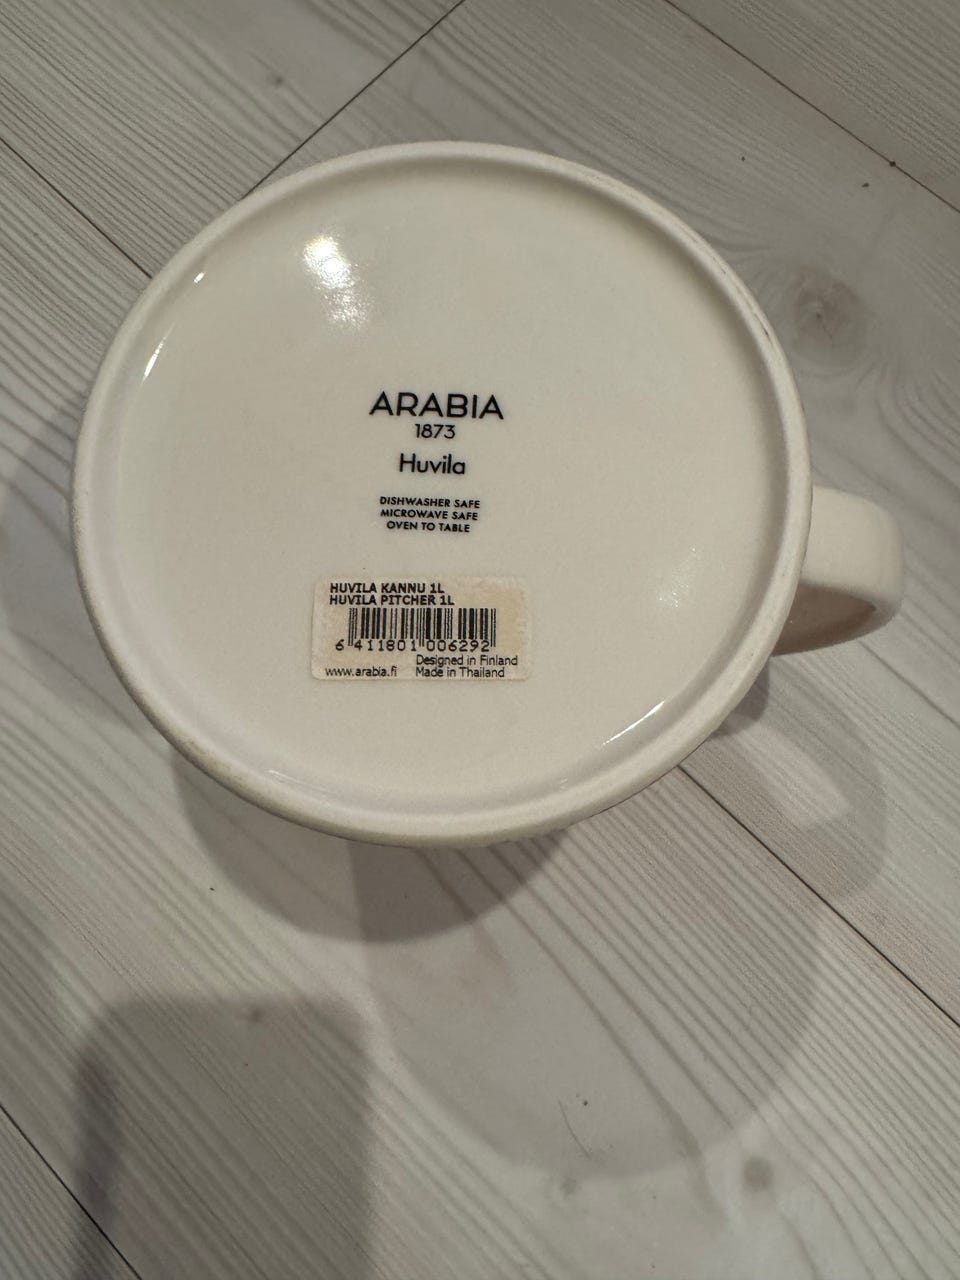 ARABIA
1873
Huvila
DISHWASHER SAFE
MICROWAVE SAFE
OVEN TO TABLE
HUVILA KANNU 1L
HUVILA PITCHER 1L
6 411801 006292
Designed in Finland
www.arabia.fi Made in Thailand